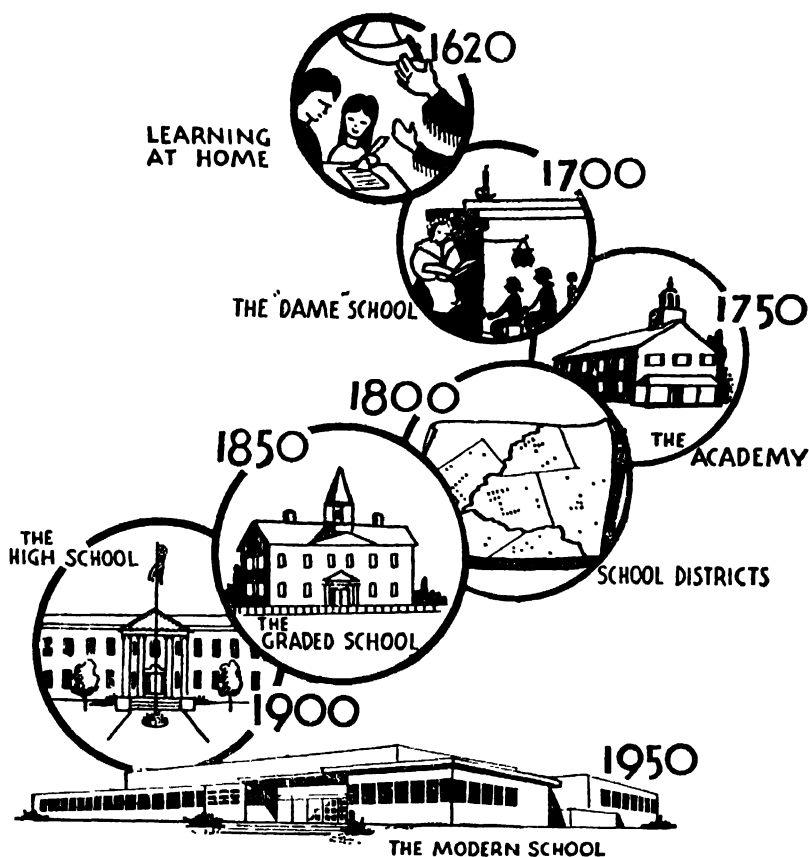 1620
LEARNING
AT HOME
1700
THE "DAME" SCHOOL
1750
THE ACADEMY
1800
SCHOOL DISTRICTS
1850
THE
GRADED SCHOOL
THE
HIGH SCHOOL
1900
1950
THE MODERN SCHOOL